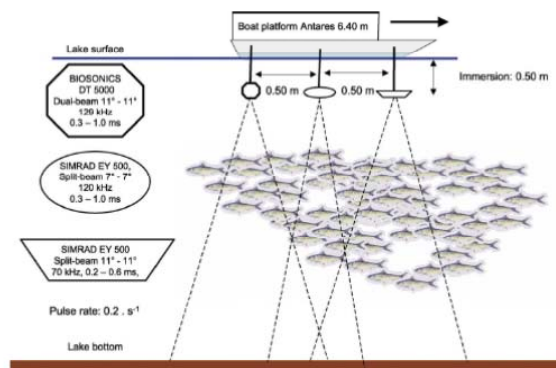 Boat platform Antares 6.40 m
Lake surface
BIOSONICS
DT 5000
Dual-beam 11° - 11°
129 kHz
0.3 – 1.0 ms
0.50 m
0.50 m
Immersion: 0.50 m
SIMRAD EY 500,
Split-beam 7° - 7°
120 kHz
0.3 – 1.0ms
SIMRAD EY 500
Split-beam 11° - 11°
70 kHz, 0.2 – 0.6 ms,
Pulse rate: 0.2 . s⁻¹
Lake bottom